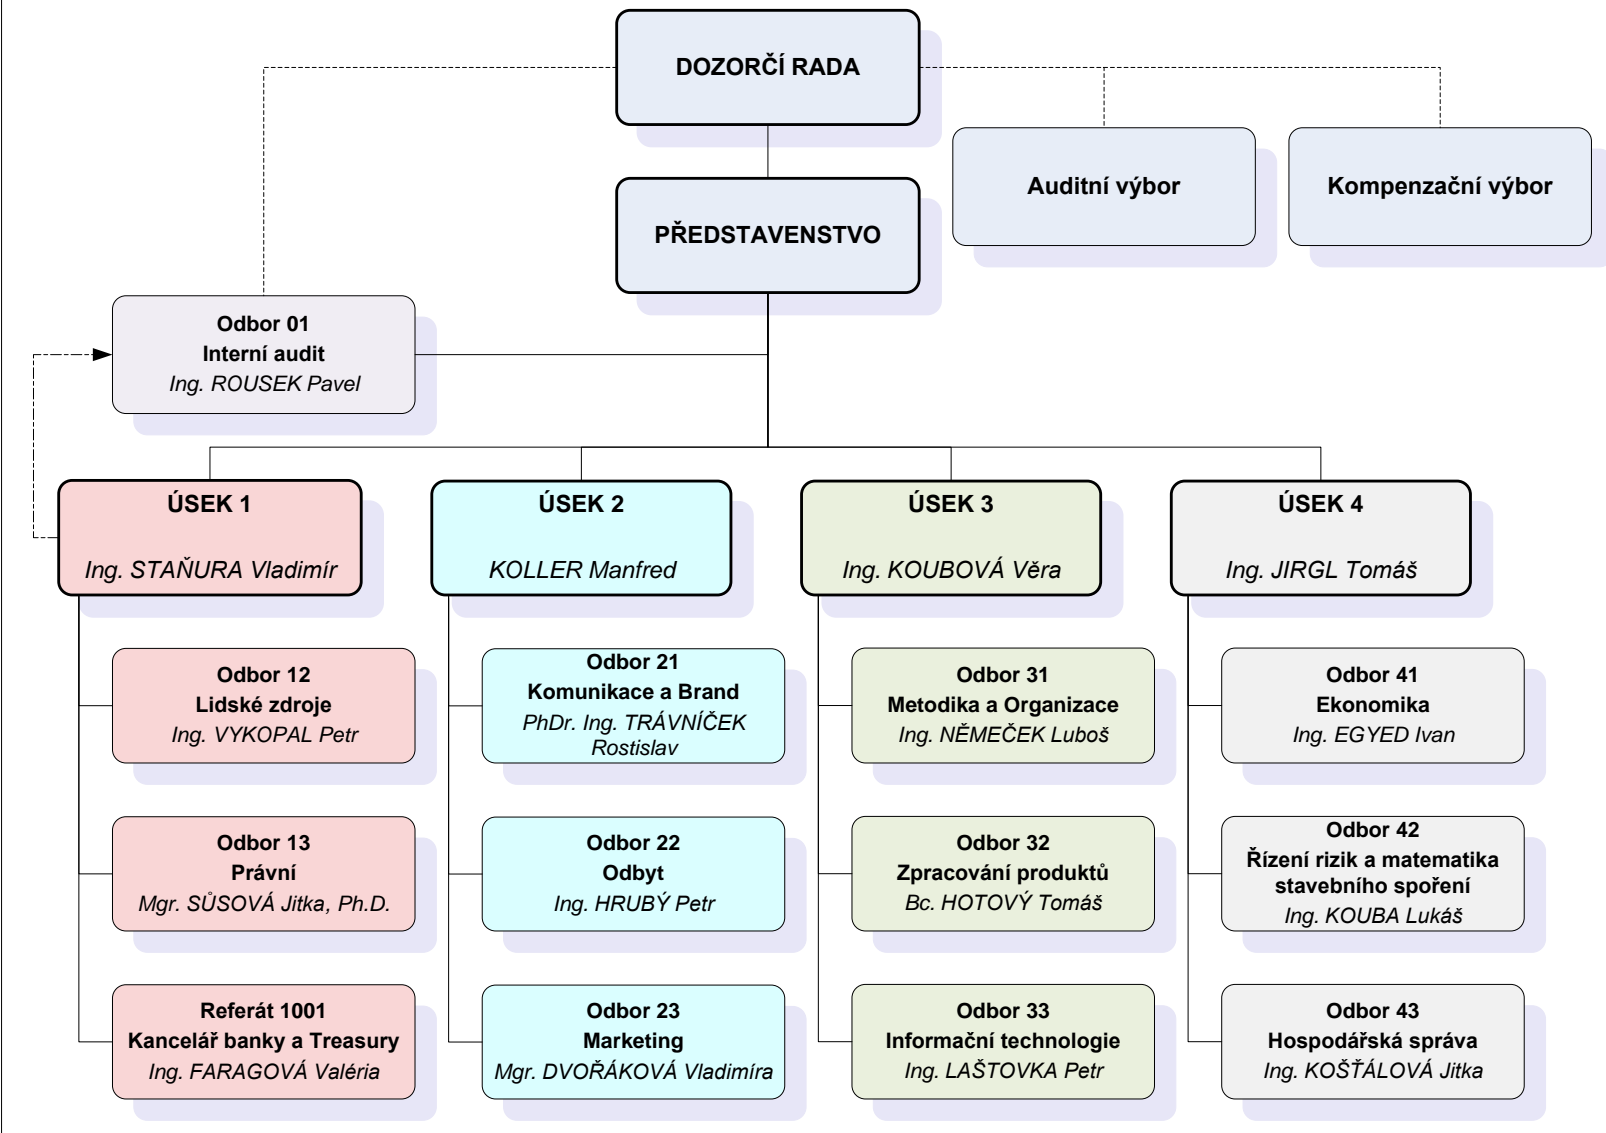 DOZORČÍ RADA
Auditní výbor
Kompenzační výbor
PŘEDSTAVENSTVO
Odbor 01
Interní audit
Ing. ROUSEK Pavel
ÚSEK 1
Ing. STAŇURA Vladimír
ÚSEK 2
KOLLER Manfred
ÚSEK 3
Ing. KOUBOVÁ Věra
ÚSEK 4
Ing. JIRGL Tomáš
Odbor 12
Lidské zdroje
Ing. VYKOPAL Petr
Odbor 21
Komunikace a Brand
PhDr. Ing. TRÁVNÍČEK
Rostislav
Odbor 31
Metodika a Organizace
Ing. NĚMEČEK Luboš
Odbor 41
Ekonomika
Ing. EGYED Ivan
Odbor 13
Právní
Mgr. SŮSOVÁ Jitka, Ph.D.
Odbor 22
Odbyt
Ing. HRUBÝ Petr
Odbor 32
Zpracování produktů
Bc. HOTOVÝ Tomáš
Odbor 42
Řízení rizik a matematika
stavebního spoření
Ing. KOUBA Lukáš
Referát 1001
Kancelář banky a Treasury
Ing. FARAGOVÁ Valéria
Odbor 23
Marketing
Mgr. DVOŘÁKOVÁ Vladimíra
Odbor 33
Informační technologie
Ing. LAŠTOVKA Petr
Odbor 43
Hospodářská správa
Ing. KOŠŤÁLOVÁ Jitka